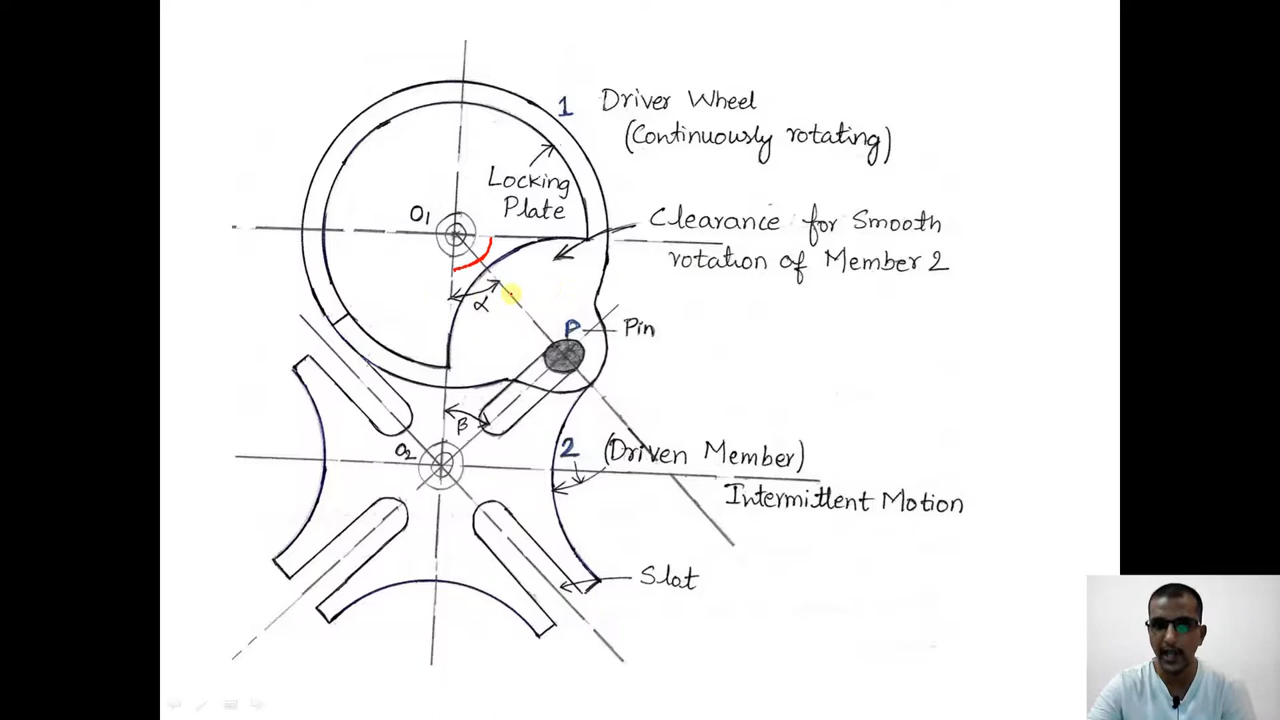 1 Driver Wheel
(Continuously rotating)
Locking
Plate
O1
Clearance for Smooth
rotation of Member 2
α
P
Pin
β
O2
2 (Driven Member)
Intermittent Motion
Slot